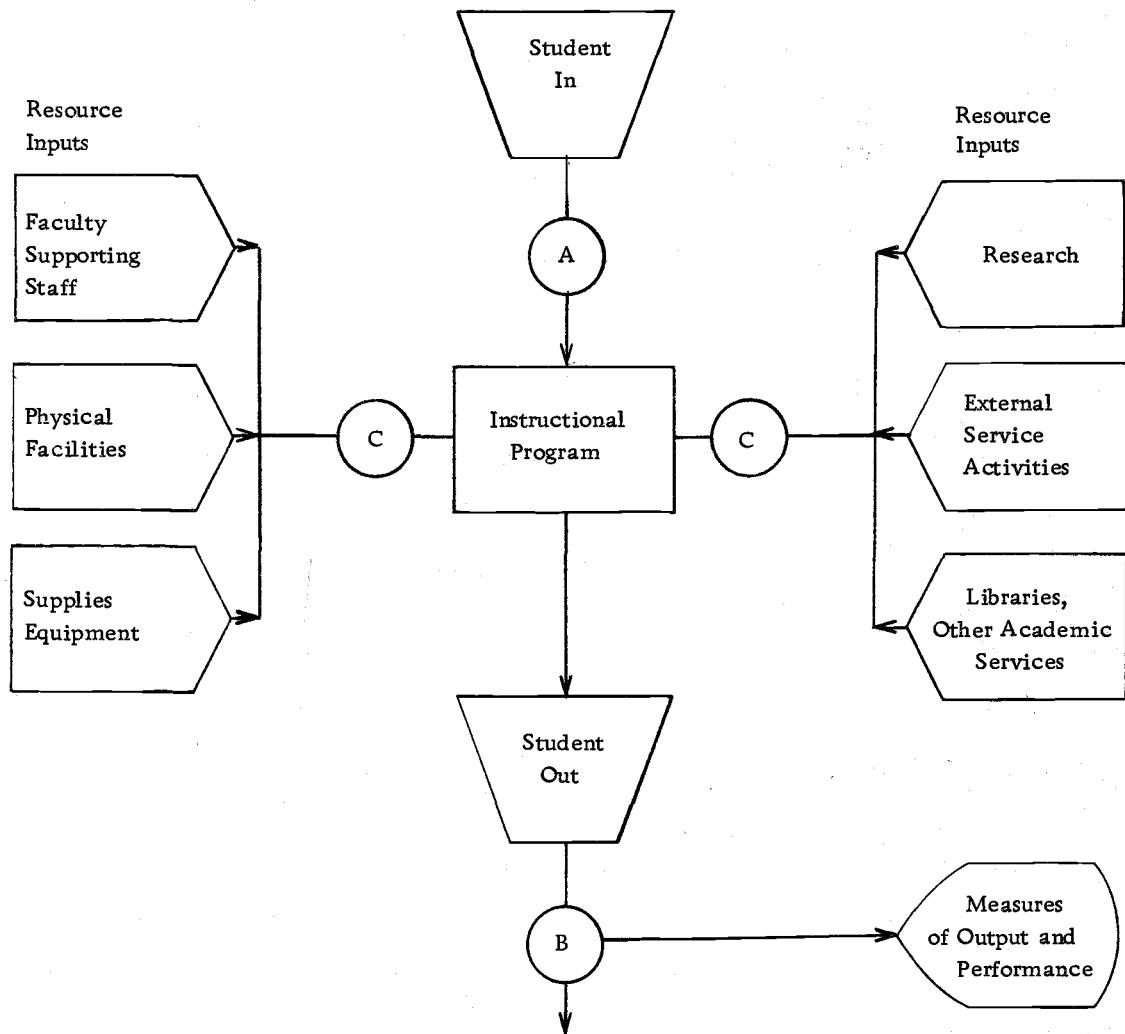 Student
In
Resource
Inputs
Resource
Inputs
Faculty
Supporting
Staff
A
Research
Physical
Facilities
C
Instructional
Program
C
External
Service
Activities
Supplies
Equipment
Libraries,
Other Academic
Services
Student
Out
B
Measures
of Output and
Performance